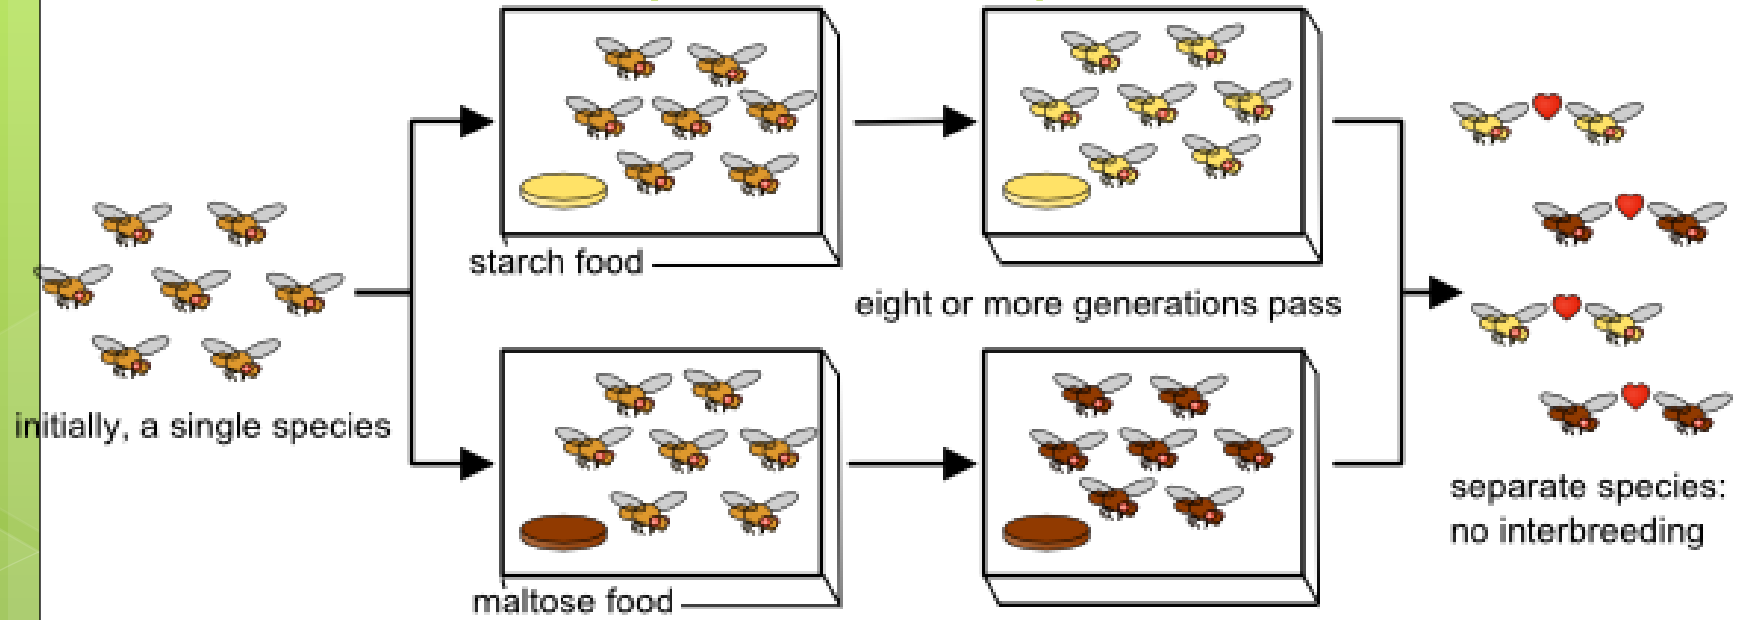 initially, a single species
starch food
maltose food
eight or more generations pass
separate species:
no interbreeding